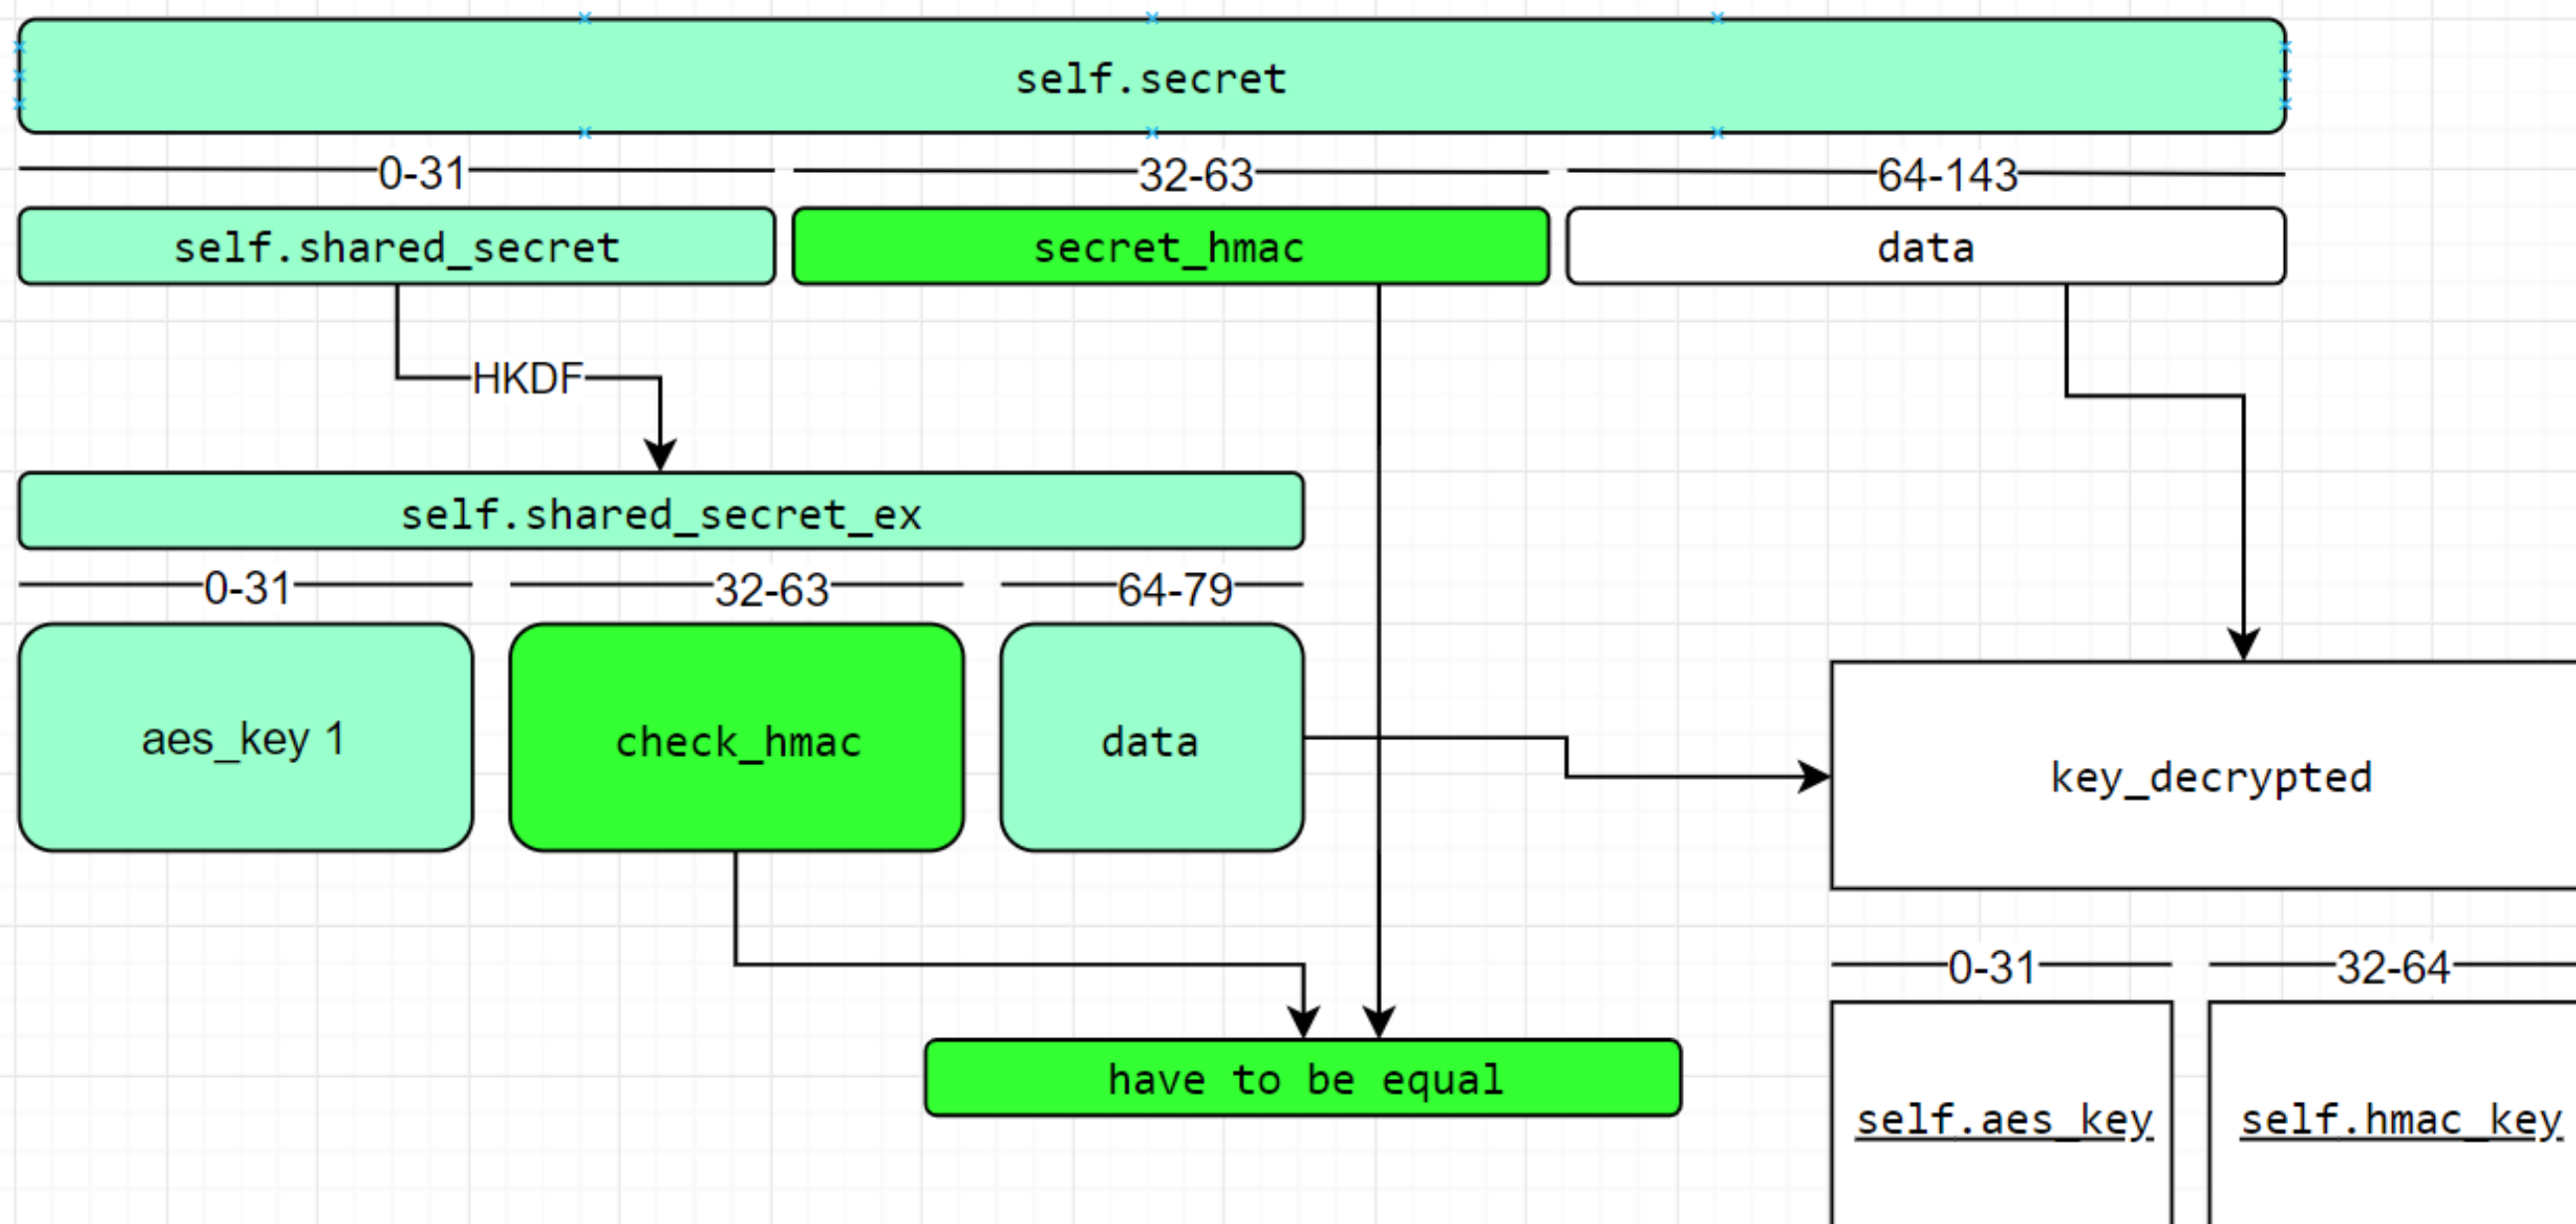 self.secret
0-31
32-63
64-143
self.shared_secret
secret_hmac
data
HKDF
self.shared_secret_ex
0-31
32-63
64-79
aes_key 1
check_hmac
data
key_decrypted
0-31
32-64
have to be equal
self.aes_key
self.hmac_key